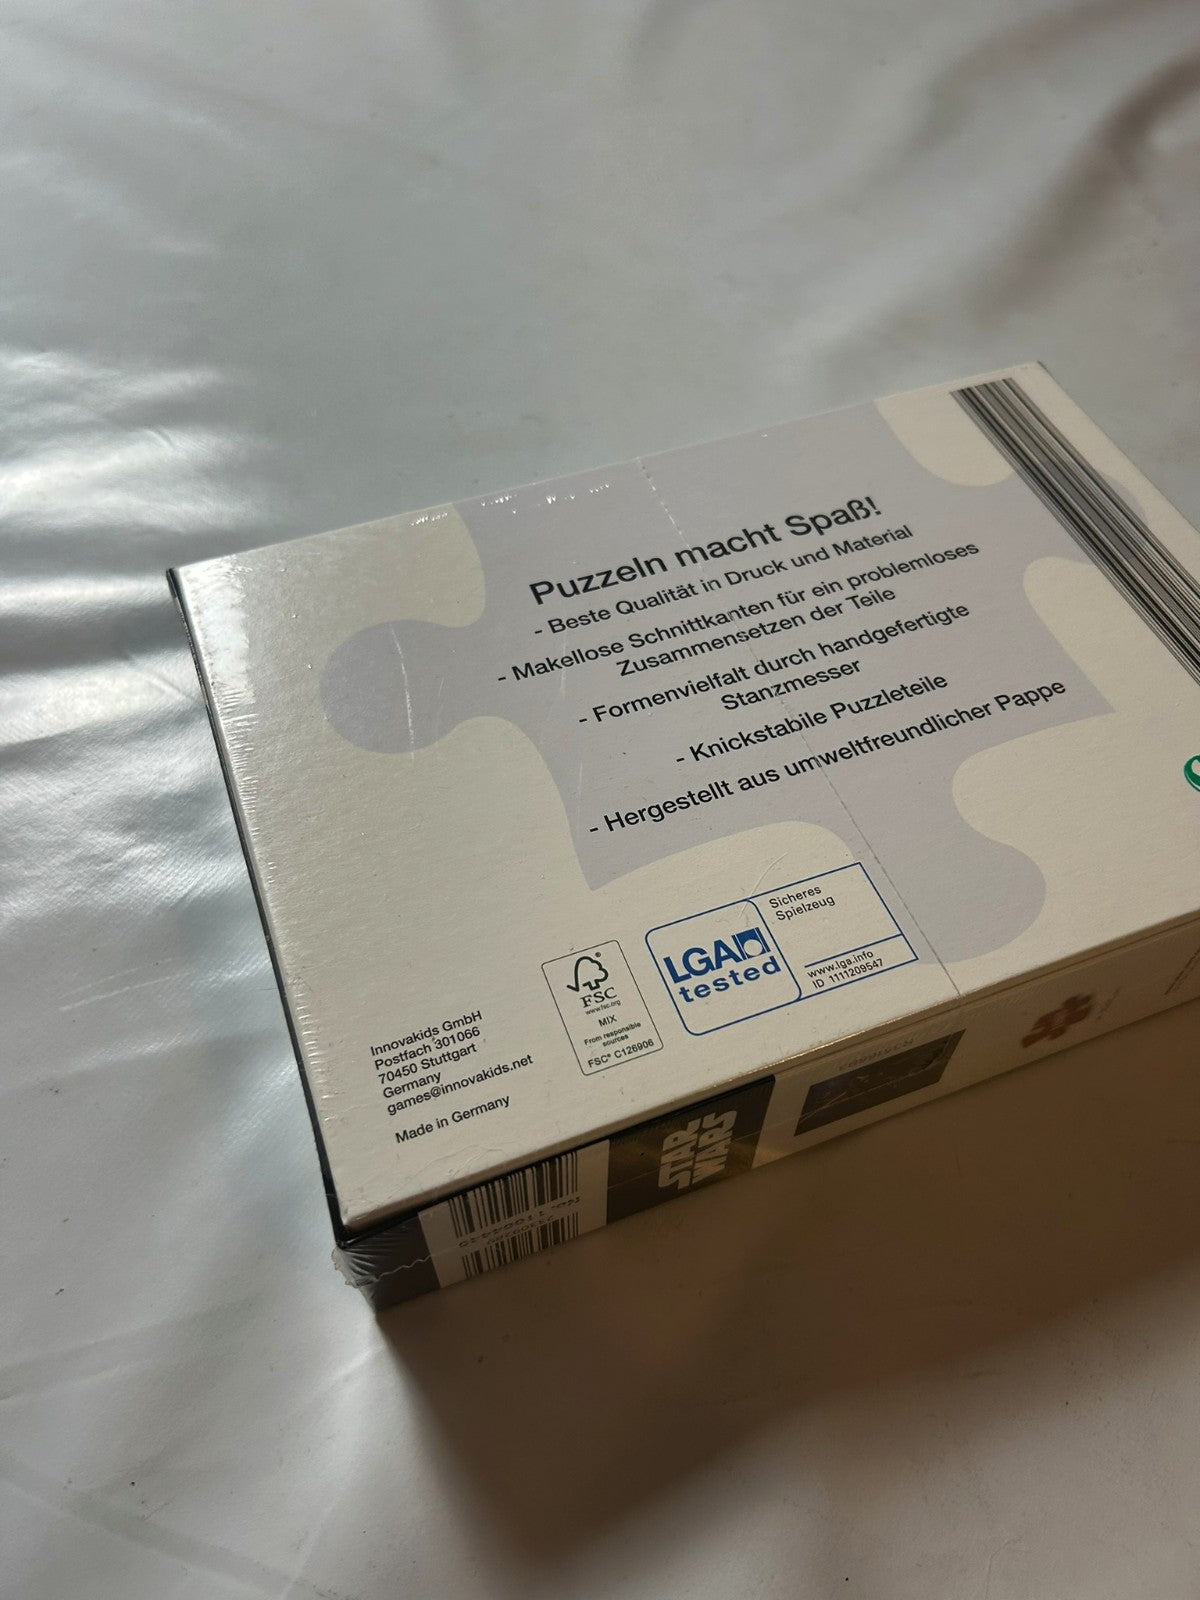 Puzzeln macht Spaß!
- Beste Qualität in Druck und Material
- Makellose Schnittkanten für ein problemloses
Zusammensetzen der Teile
- Formenvielfalt durch handgefertigte
Stanzmesser
- Knickstabile Puzzleteile
- Hergestellt aus umweltfreundlicher Pappe
LGA
tested
Sicheres
Spielzeug
www.lga.info
ID 1111209547
FSC
www.fsc.org
MIX
From responsible
sources
FSC® C126906
Innovakids GmbH
Postfach 301066
70450 Stuttgart
Germany
games@innovakids.net
Made in Germany
STAR
WARS